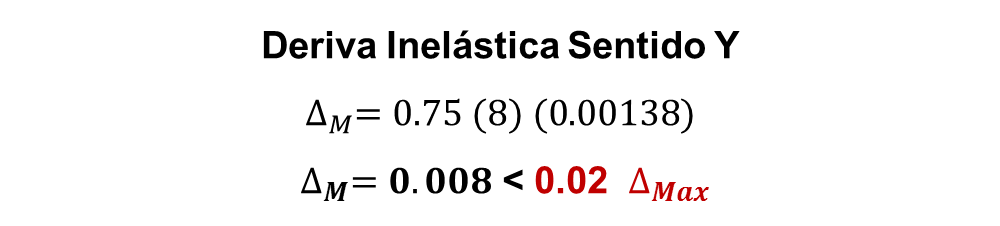 Deriva Inelástica Sentido Y
Δ_M = 0.75 (8) (0.00138)
Δ_M = 0.008 < 0.02 Δ_Max